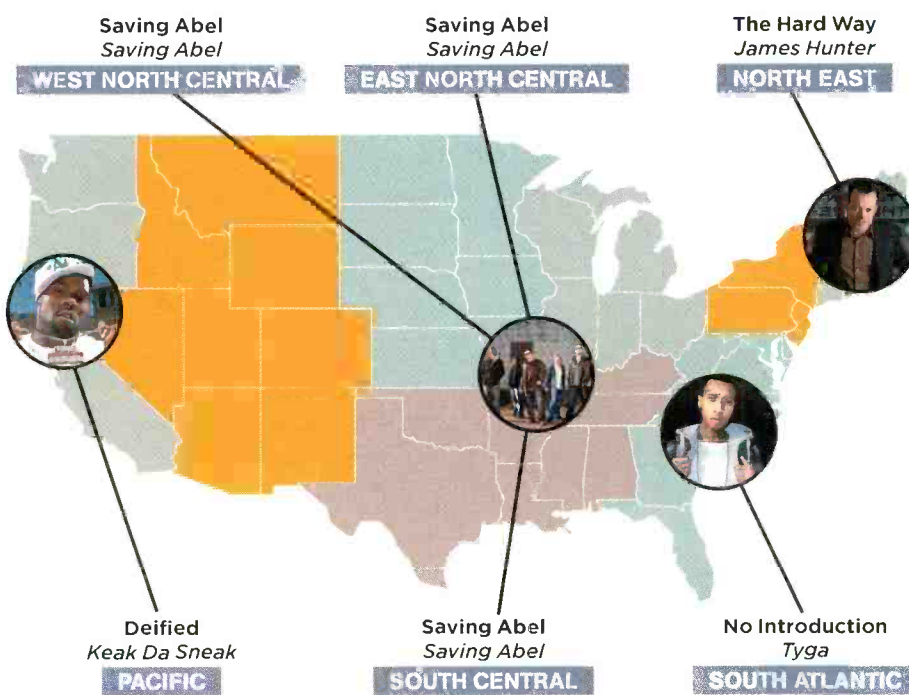 Saving Abel
Saving Abel
WEST NORTH CENTRAL
Saving Abel
Saving Abel
EAST NORTH CENTRAL
The Hard Way
James Hunter
NORTH EAST
Deified
Keak Da Sneak
PACIFIC
Saving Abel
Saving Abel
SOUTH CENTRAL
No Introduction
Tyga
SOUTH ATLANTIC